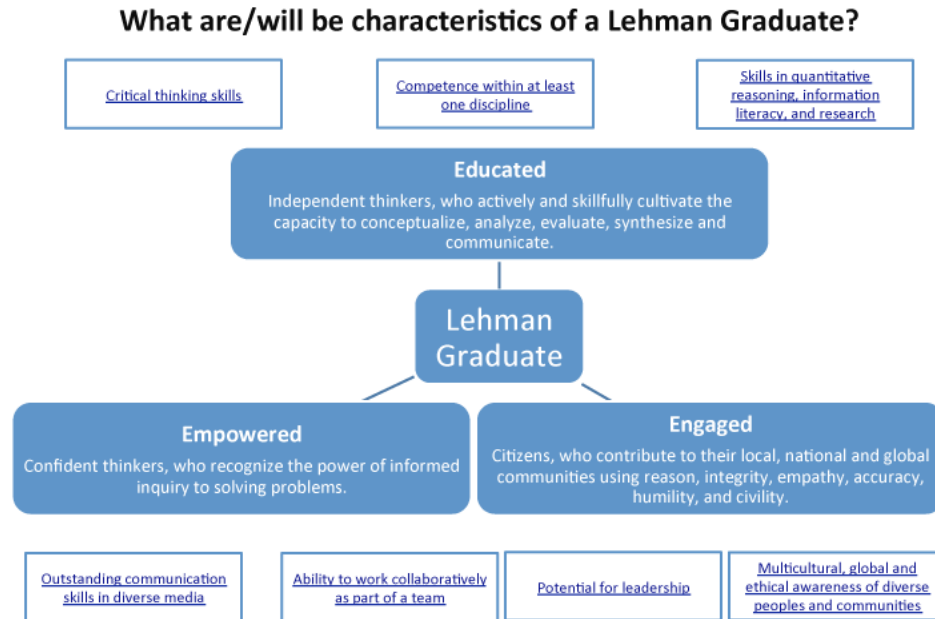 What are/will be characteristics of a Lehman Graduate?
Critical thinking skills
Competence within at least
one discipline
Skills in quantitative
reasoning, information
literacy, and research
Educated
Independent thinkers, who actively and skillfully cultivate the
capacity to conceptualize, analyze, evaluate, synthesize and
communicate.
Lehman
Graduate
Empowered
Confident thinkers, who recognize the power of informed
inquiry to solving problems.
Engaged
Citizens, who contribute to their local, national and global
communities using reason, integrity, empathy, accuracy,
humility, and civility.
Outstanding communication
skills in diverse media
Ability to work collaboratively
as part of a team
Potential for leadership
Multicultural, global and
ethical awareness of diverse
peoples and communities